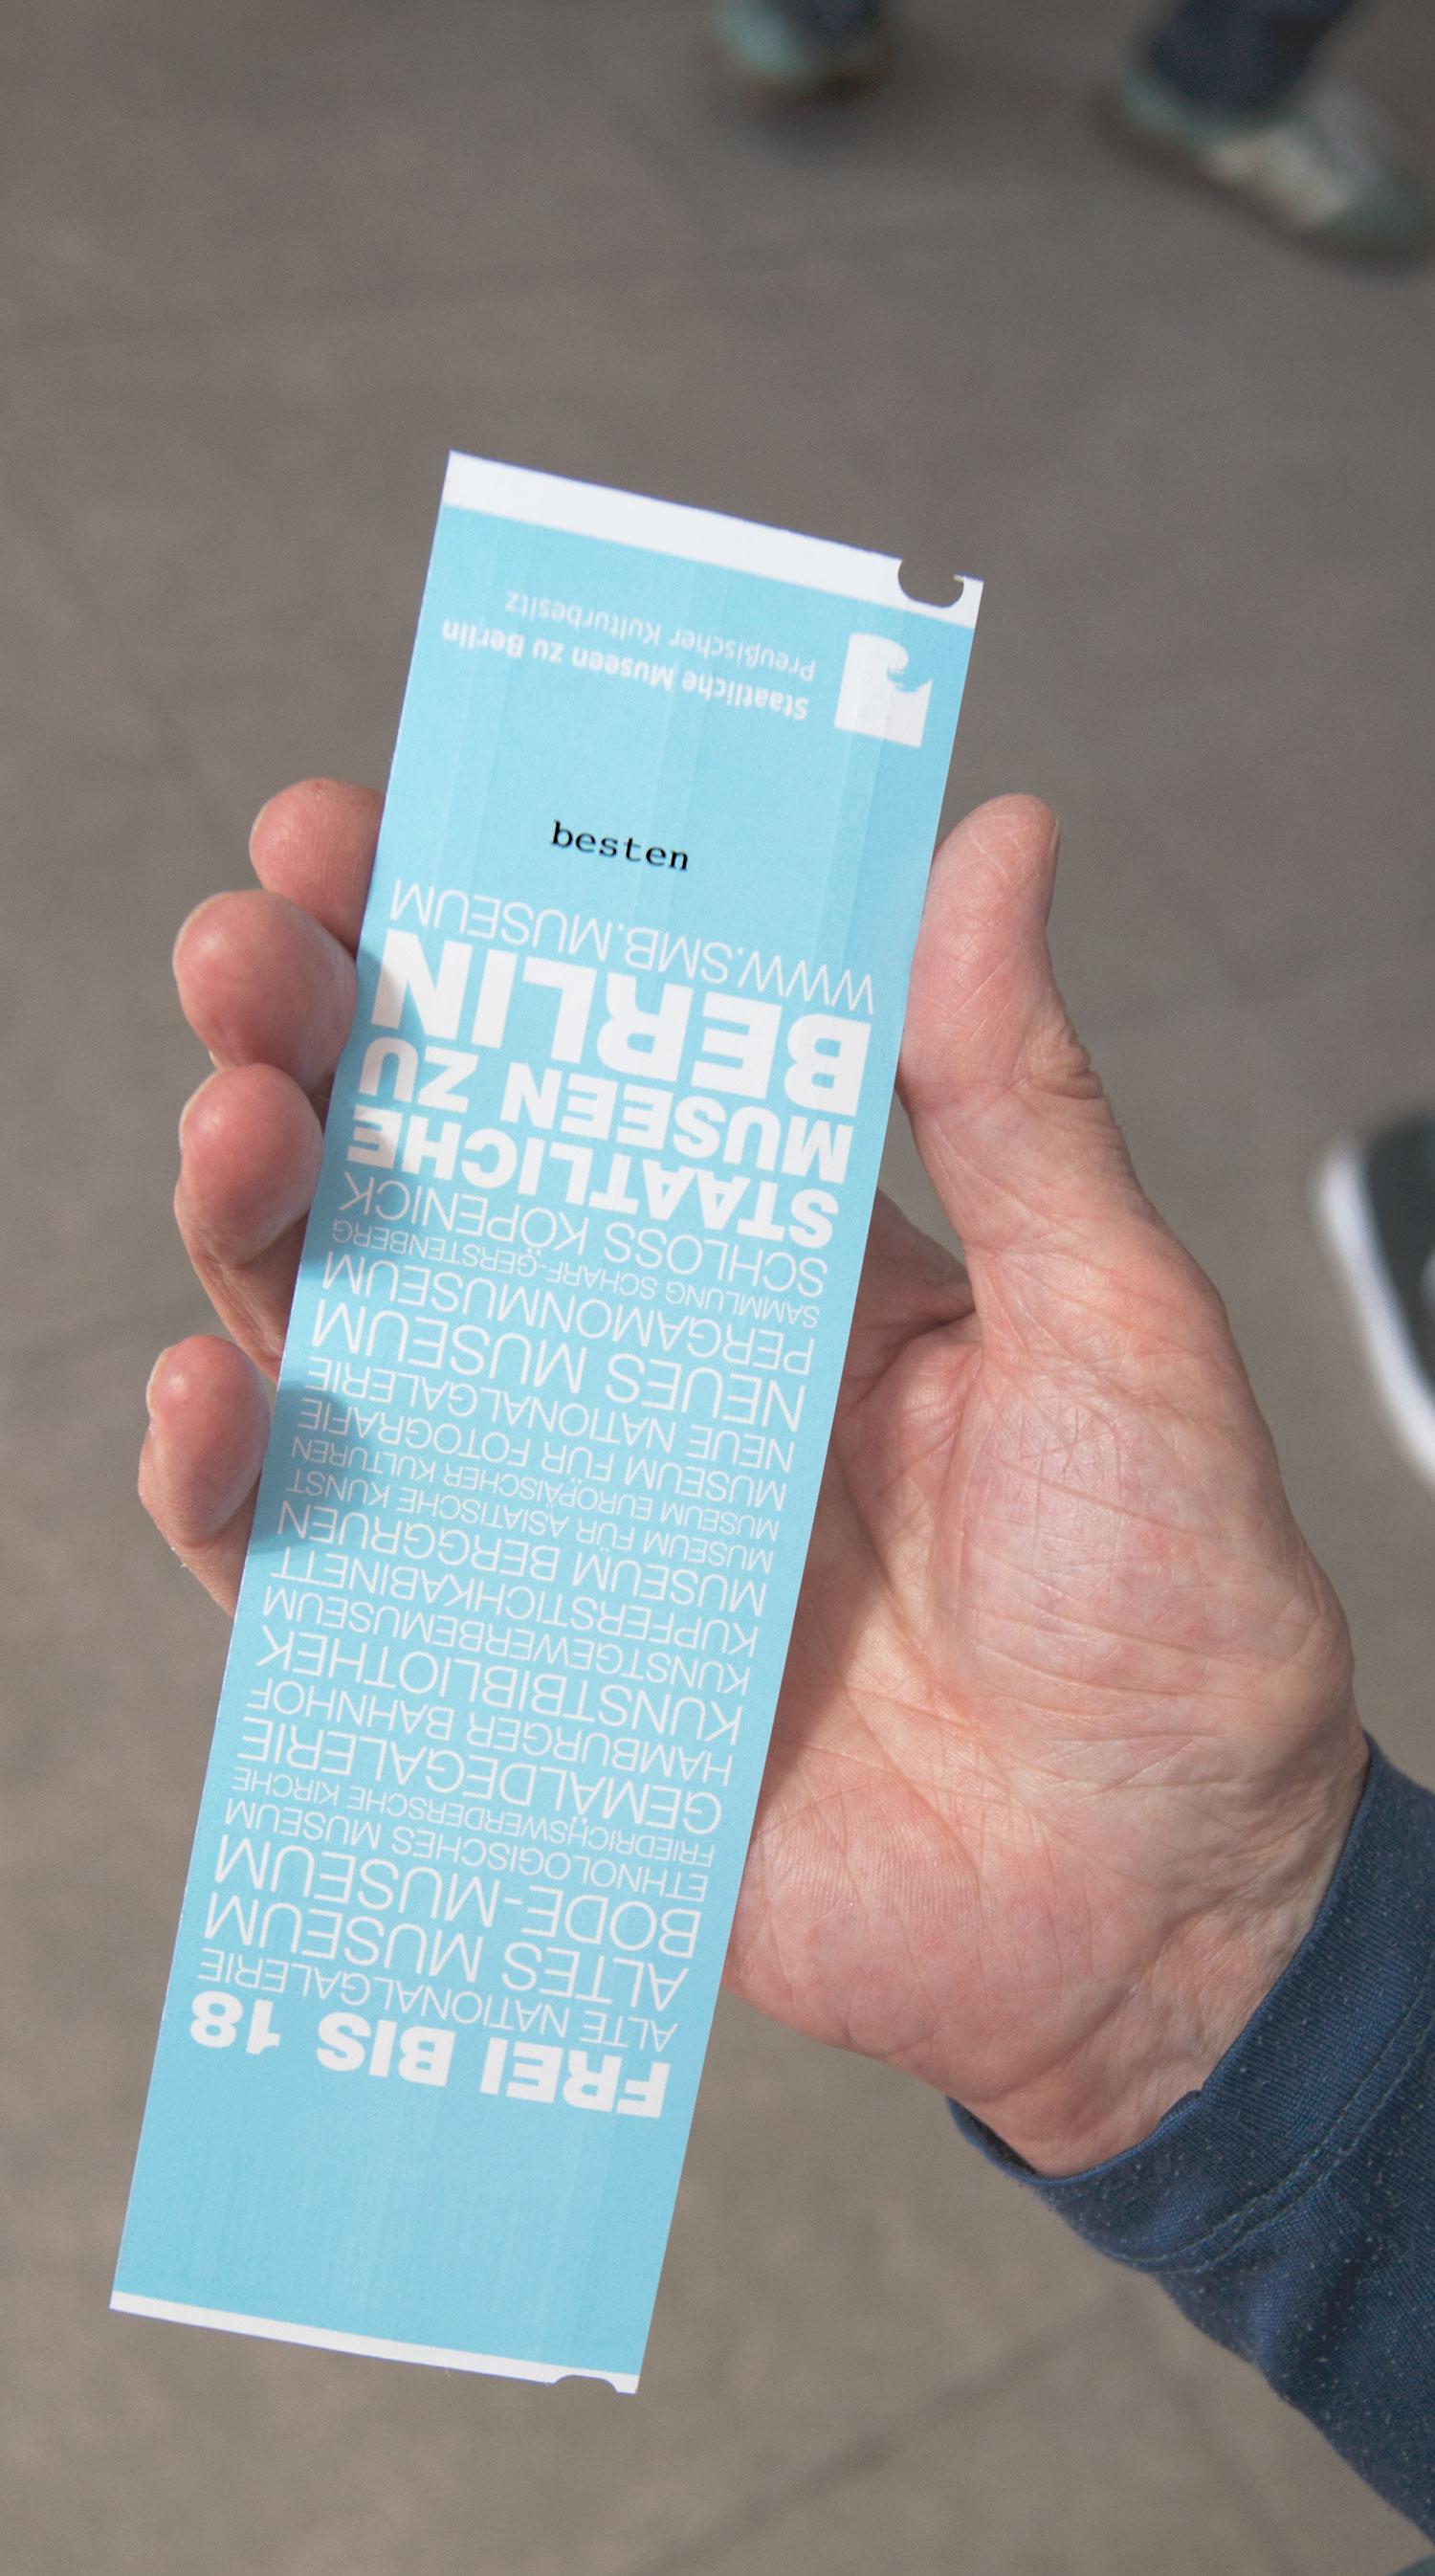 FREI BIS 18
ALTE NATIONALGALERIE
ALTES MUSEUM
BODE-MUSEUM
ETHNOLOGISCHES MUSEUM
FRIEDRICHSWERDERSCHE KIRCHE
GEMÄLDEGALERIE
HAMBURGER BAHNHOF
KUNSTBIBLIOTHEK
KUNSTGEWERBEMUSEUM
KUPFERSTICHKABINETT
MUSEUM BERGGRUEN
MUSEUM FÜR ASIATISCHE KUNST
MUSEUM EUROPÄISCHER KULTUREN
MUSEUM FÜR FOTOGRAFIE
NEUE NATIONALGALERIE
NEUES MUSEUM
PERGAMONMUSEUM
SAMMLUNG SCHARF-GERSTENBERG
SCHLOSS KÖPENICK
STAATLICHE
MUSEEN ZU
BERLIN
WWW.SMB.MUSEUM
besten
Staatliche Museen zu Berlin
Preußischer Kulturbesitz